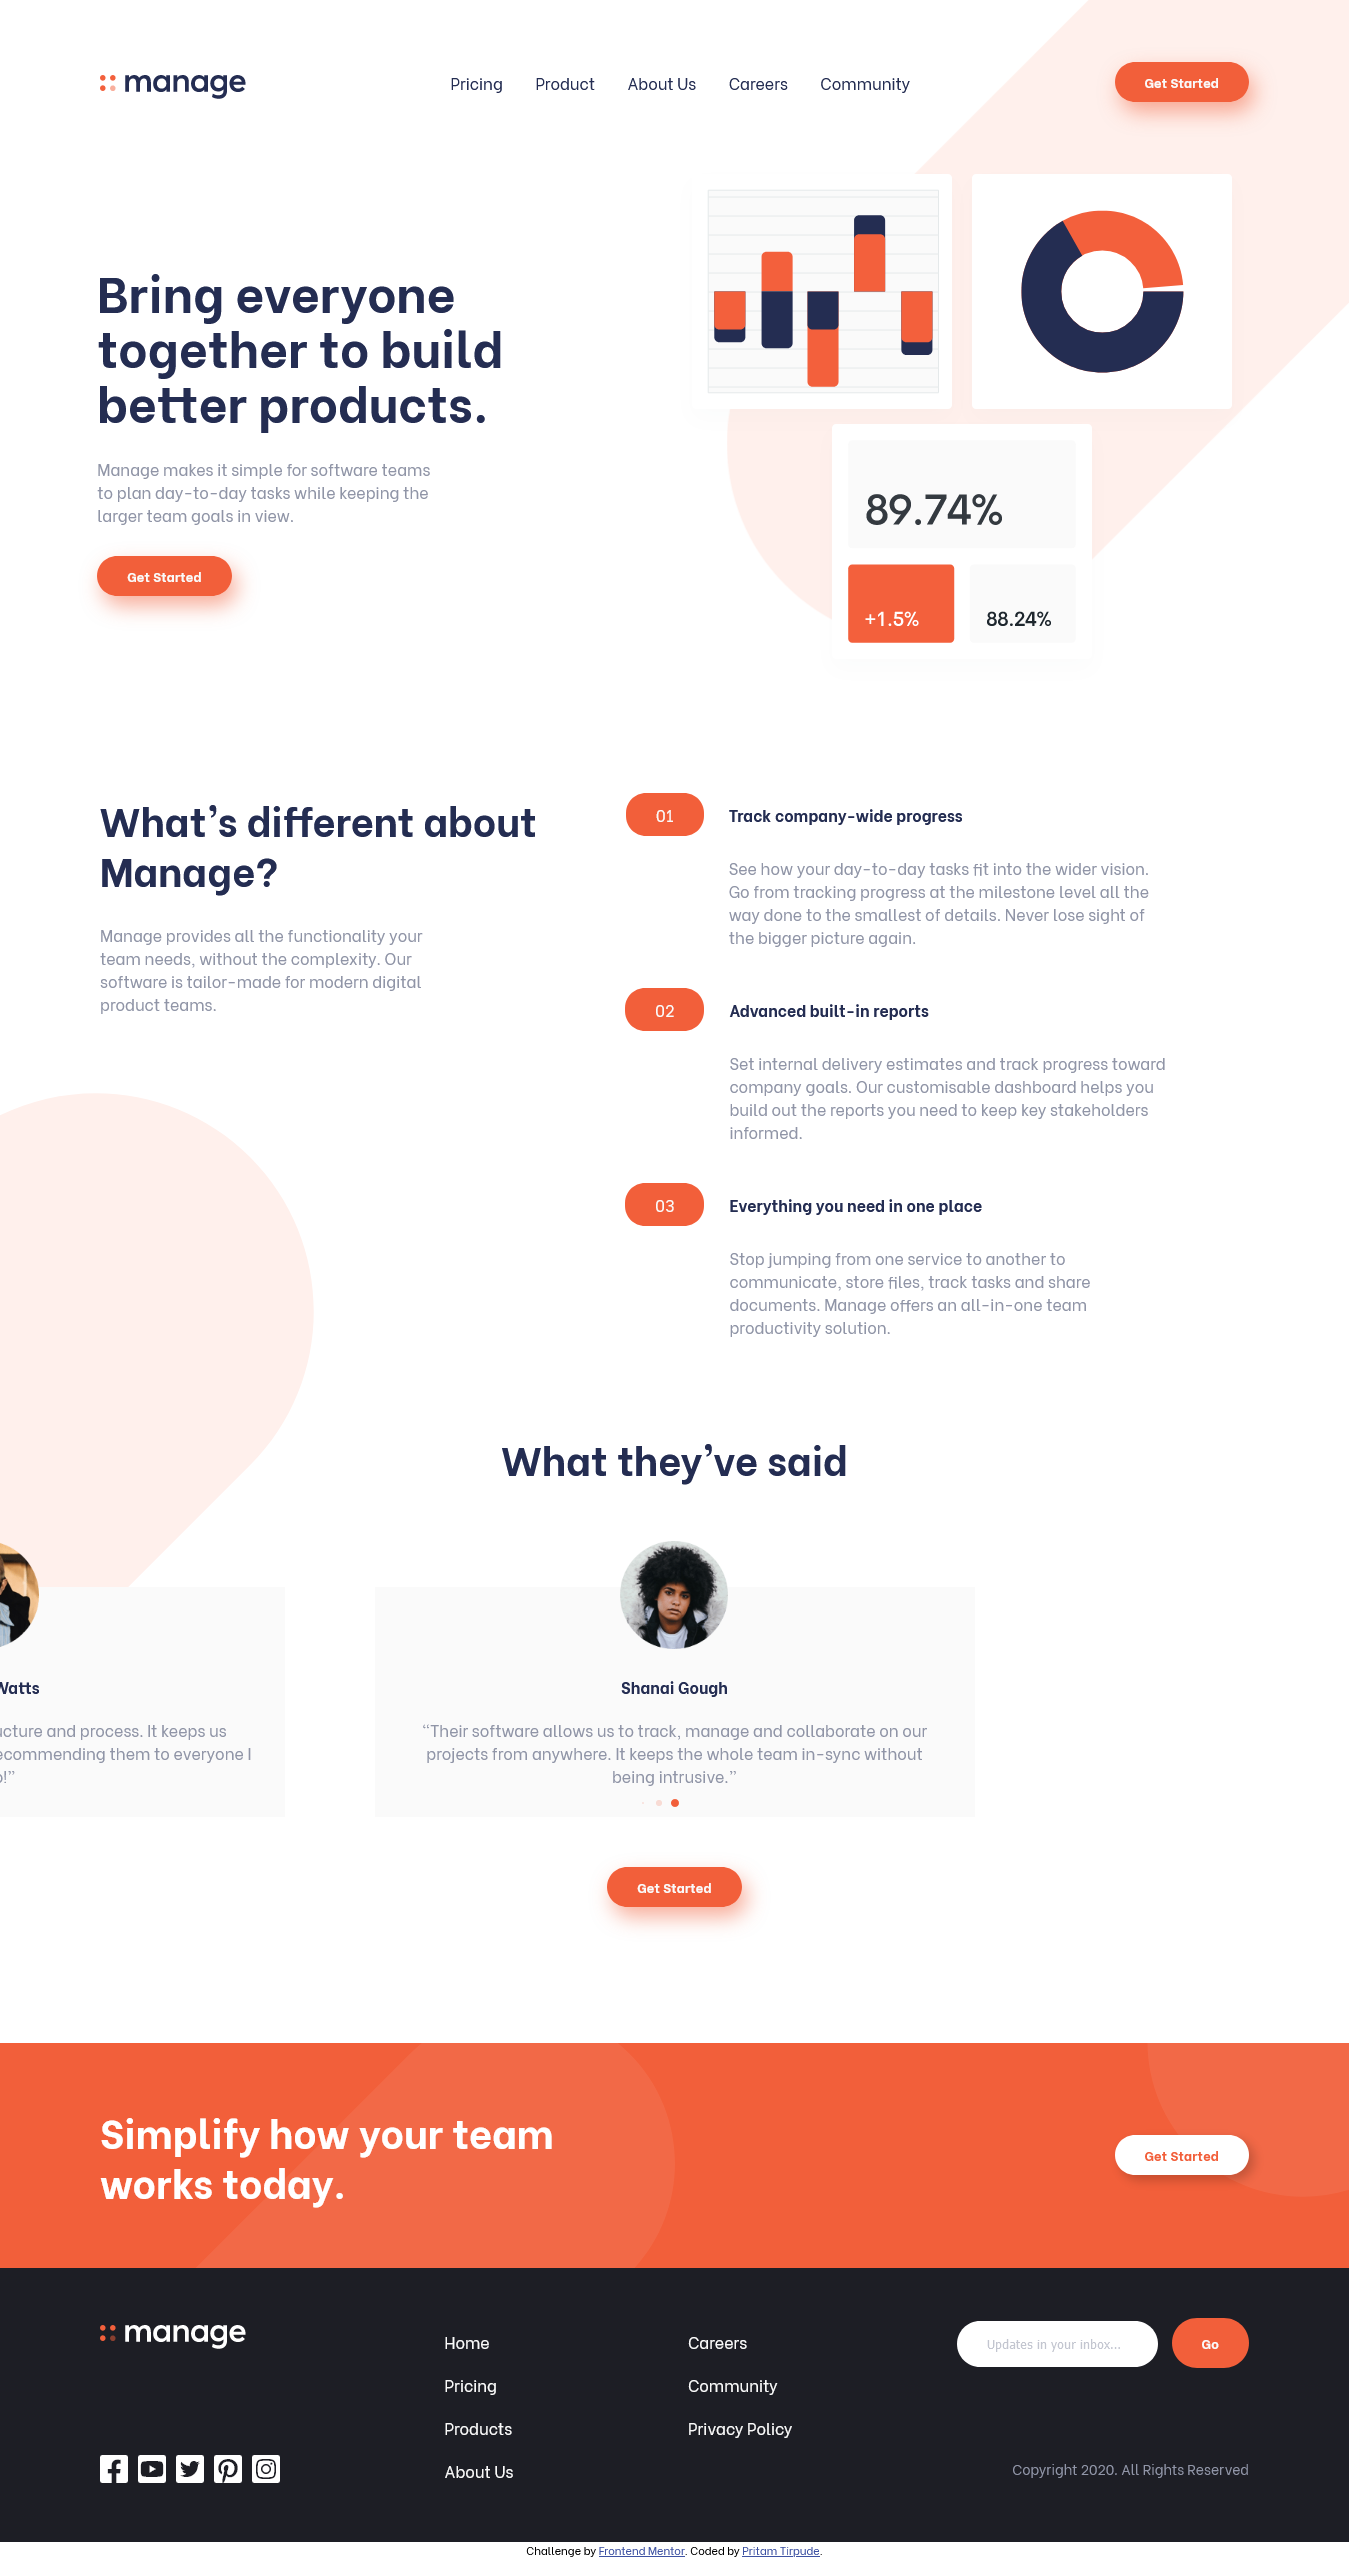 manage
Pricing Product About Us Careers Community
Get Started
Bring everyone
together to build
better products.
Manage makes it simple for software teams
to plan day-to-day tasks while keeping the
larger team goals in view.
Get Started
89.74%
+1.5%
88.24%
What’s different about
Manage?
Manage provides all the functionality your
team needs, without the complexity. Our
software is tailor-made for modern digital
product teams.
01
Track company-wide progress
See how your day-to-day tasks fit into the wider vision.
Go from tracking progress at the milestone level all the
way done to the smallest of details. Never lose sight of
the bigger picture again.
02
Advanced built-in reports
Set internal delivery estimates and track progress toward
company goals. Our customisable dashboard helps you
build out the reports you need to keep key stakeholders
informed.
03
Everything you need in one place
Stop jumping from one service to another to
communicate, store files, track tasks and share
documents. Manage offers an all-in-one team
productivity solution.
What they’ve said
Watts
ucture and process. It keeps us
ecommending them to everyone I
!”
Shanai Gough
“Their software allows us to track, manage and collaborate on our
projects from anywhere. It keeps the whole team in-sync without
being intrusive.”
Get Started
Simplify how your team
works today.
Get Started
manage
Home
Pricing
Products
About Us
Careers
Community
Privacy Policy
Updates in your inbox...
Go
Copyright 2020. All Rights Reserved
Challenge by Frontend Mentor. Coded by Pritam Tirpude.